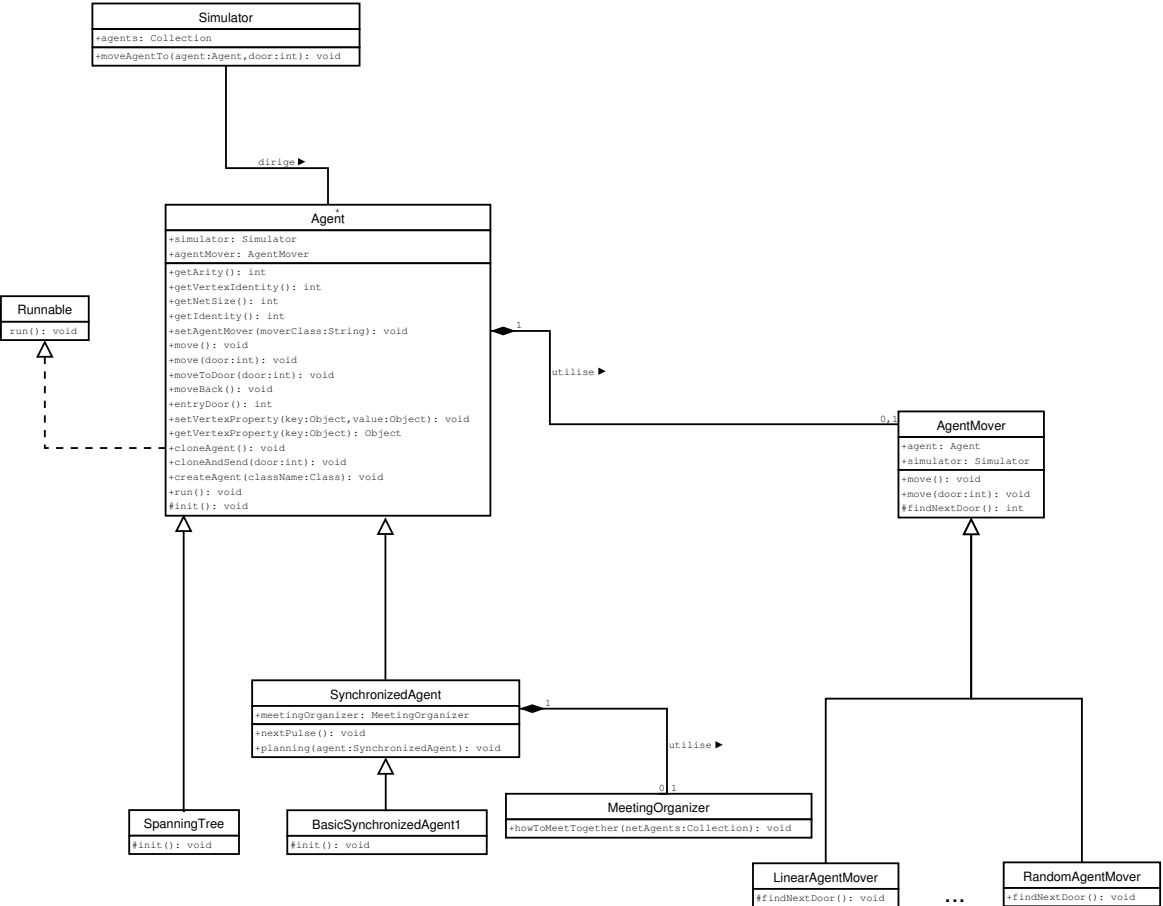 Simulator
+agents: Collection
+moveAgentTo(agent:Agent,door:int): void
dirige
*
Agent
+simulator: Simulator
+agentMover: AgentMover
+getArity(): int
+getVertexIdentity(): int
+getNetSize(): int
+getIdentity(): int
+setAgentMover(moverClass:String): void
+move(): void
+move(door:int): void
+moveToDoor(door:int): void
+moveBack(): void
+entryDoor(): int
+setVertexProperty(key:Object,value:Object): void
+getVertexProperty(key:Object): Object
+cloneAgent(): void
+cloneAndSend(door:int): void
+createAgent(className:Class): void
+run(): void
#init(): void
Runnable
run(): void
1
utilise
0,1
AgentMover
+agent: Agent
+simulator: Simulator
+move(): void
+move(door:int): void
#findNextDoor(): int
SynchronizedAgent
+meetingOrganizer: MeetingOrganizer
+nextPulse(): void
+planning(agent:SynchronizedAgent): void
1
utilise
0,1
MeetingOrganizer
+howToMeetTogether(netAgents:Collection): void
SpanningTree
#init(): void
BasicSynchronizedAgent1
#init(): void
LinearAgentMover
#findNextDoor(): void
...
RandomAgentMover
+findNextDoor(): void